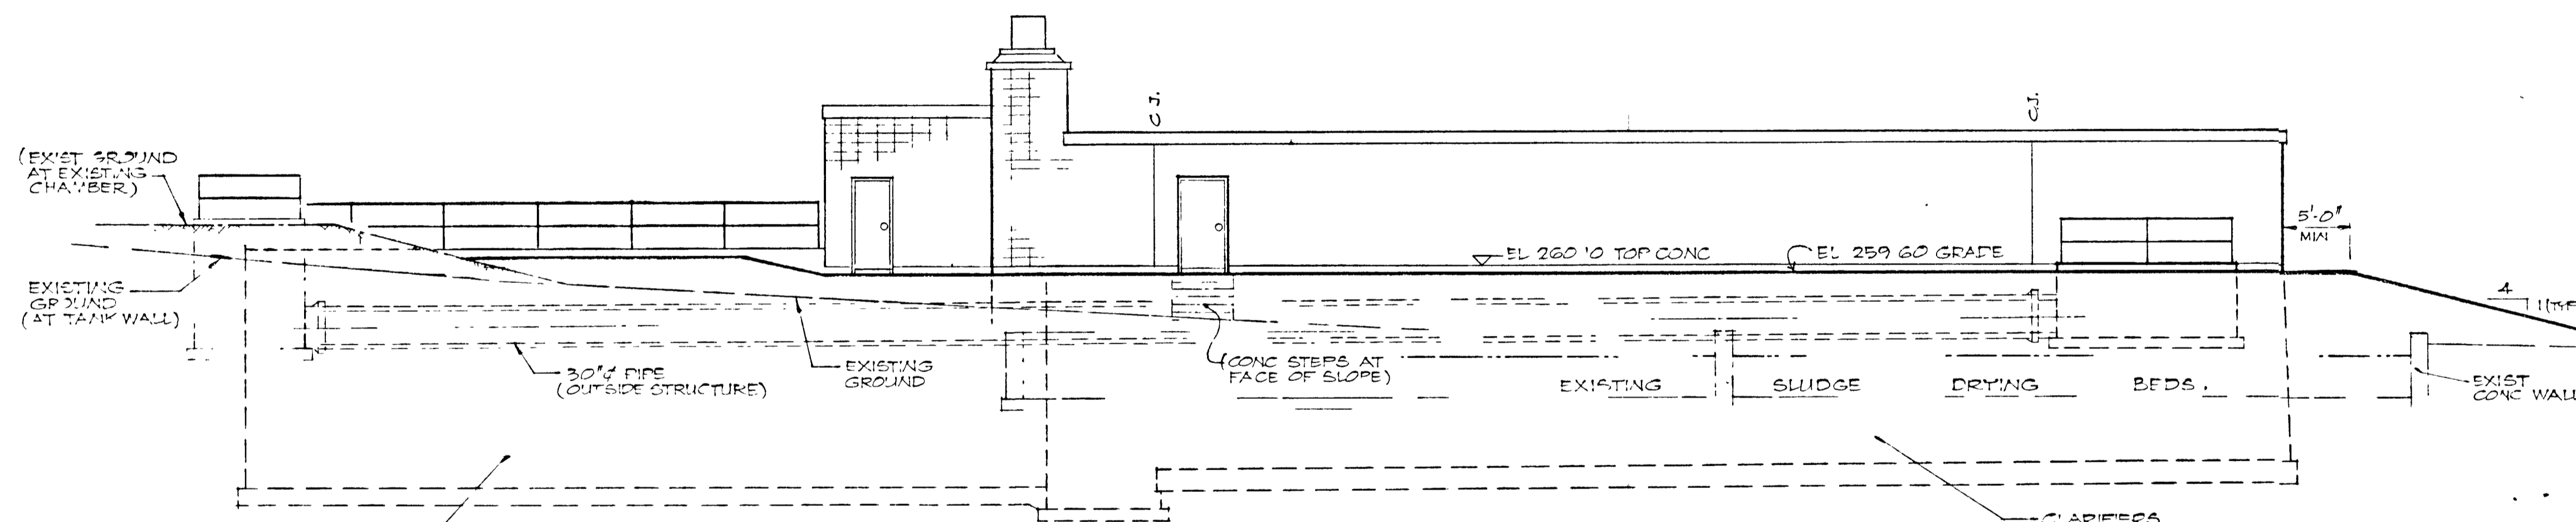 (EXIST GROUND
AT EXISTING
CHAMBER)
C.J.
C.J.
5'-0"
MIN
EL 260 '0 TOP CONC
EL 259 60 GRADE
EXISTING
GROUND
(AT TANK WALL)
4
1(TYP
30"¢ PIPE
(OUTSIDE STRUCTURE)
EXISTING
GROUND
(CONC STEPS AT
FACE OF SLOPE)
EXISTING SLUDGE DRYING BEDS.
EXIST
CONC WALL
CLARIFIERS